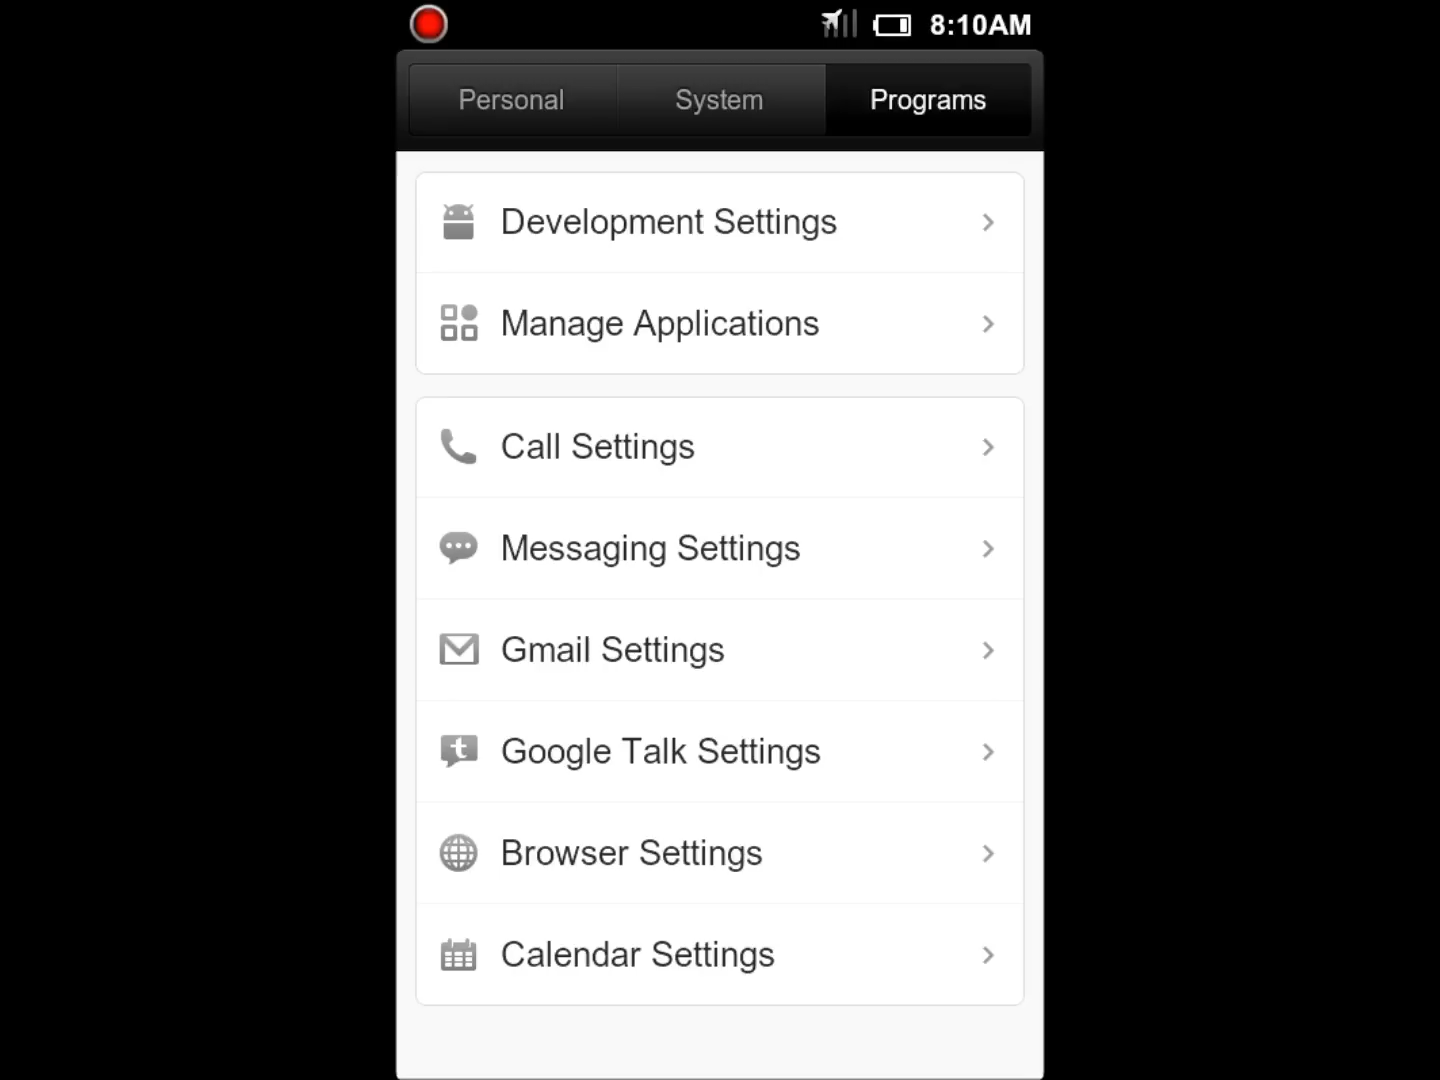 8:10AM
Personal
System
Programs
Development Settings
Manage Applications
Call Settings
Messaging Settings
Gmail Settings
Google Talk Settings
Browser Settings
Calendar Settings